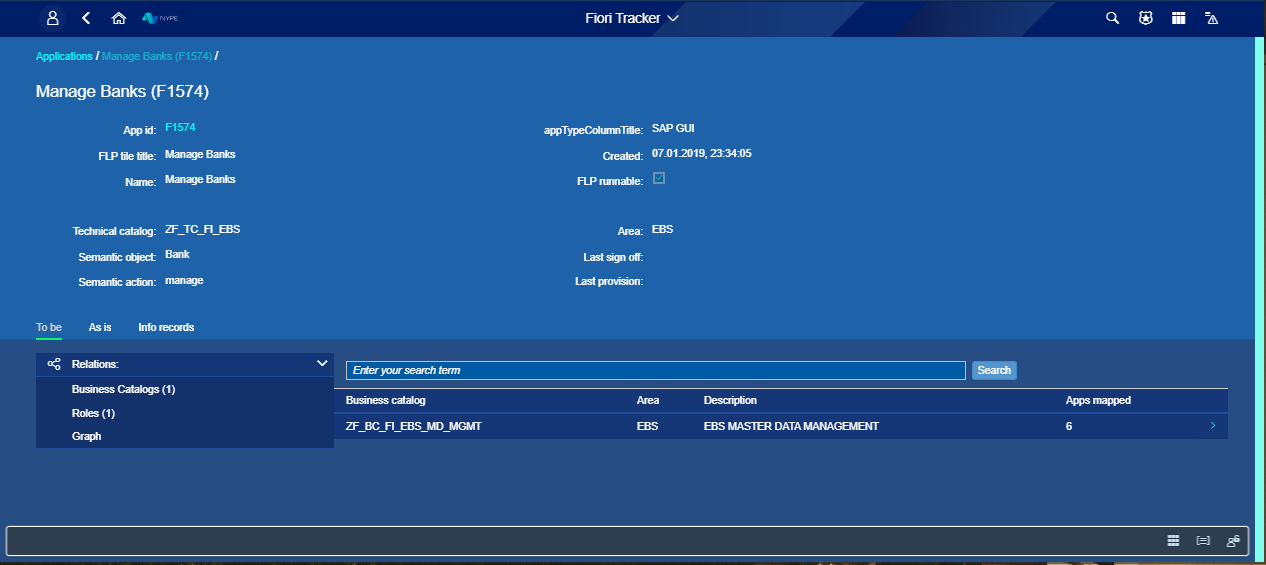 NYPE
Fiori Tracker
Applications / Manage Banks (F1574) /
Manage Banks (F1574)
App id: F1574
appTypeColumnTitle: SAP GUI
FLP tile title: Manage Banks
Created: 07.01.2019, 23:34:05
Name: Manage Banks
FLP runnable:
Technical catalog: ZF_TC_FI_EBS
Area: EBS
Semantic object: Bank
Last sign off:
Semantic action: manage
Last provision:
To be As is Info records
Relations:
Business Catalogs (1)
Roles (1)
Graph
Enter your search term Search
Business catalog Area Description Apps mapped
ZF_BC_FI_EBS_MD_MGMT EBS EBS MASTER DATA MANAGEMENT 6